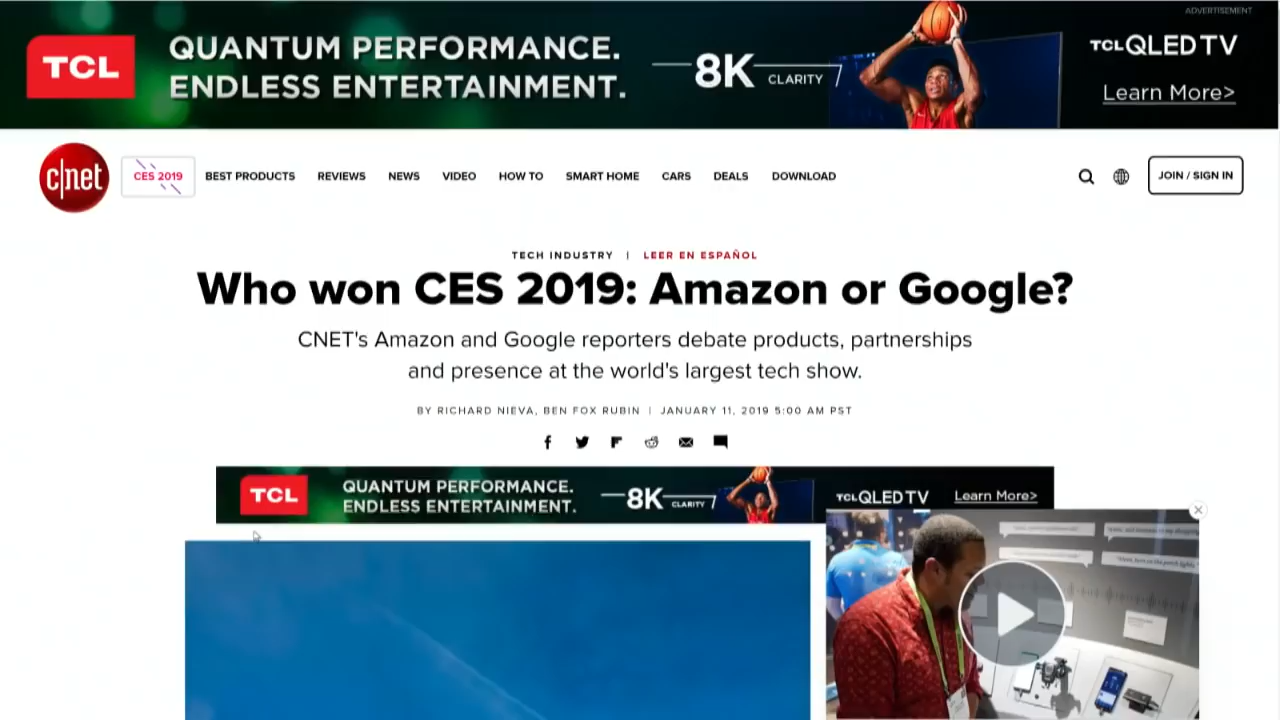 ADVERTISEMENT
TCL
QUANTUM PERFORMANCE.
ENDLESS ENTERTAINMENT.
8K CLARITY
TCL QLED TV
Learn More>
c|net
CES 2019
BEST PRODUCTS
REVIEWS
NEWS
VIDEO
HOW TO
SMART HOME
CARS
DEALS
DOWNLOAD
JOIN / SIGN IN
TECH INDUSTRY | LEER EN ESPAÑOL
Who won CES 2019: Amazon or Google?
CNET's Amazon and Google reporters debate products, partnerships
and presence at the world's largest tech show.
BY RICHARD NIEVA, BEN FOX RUBIN | JANUARY 11, 2019 5:00 AM PST
TCL
QUANTUM PERFORMANCE.
ENDLESS ENTERTAINMENT.
8K CLARITY
TCL QLED TV
Learn More>